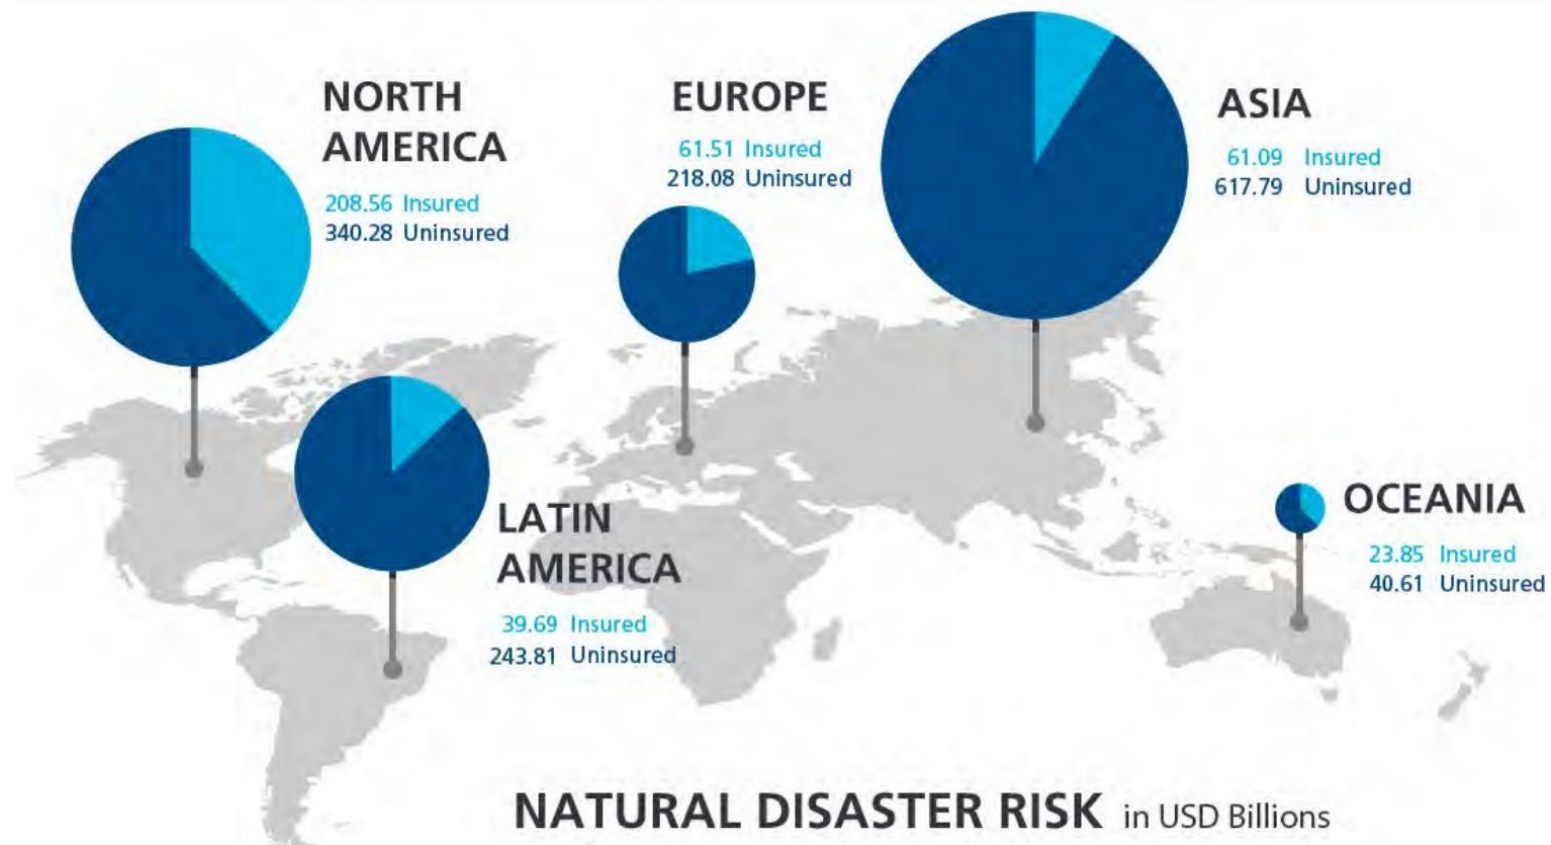 NORTH
AMERICA
208.56 Insured
340.28 Uninsured
EUROPE
61.51 Insured
218.08 Uninsured
ASIA
61.09 Insured
617.79 Uninsured
LATIN
AMERICA
39.69 Insured
243.81 Uninsured
OCEANIA
23.85 Insured
40.61 Uninsured
NATURAL DISASTER RISK in USD Billions